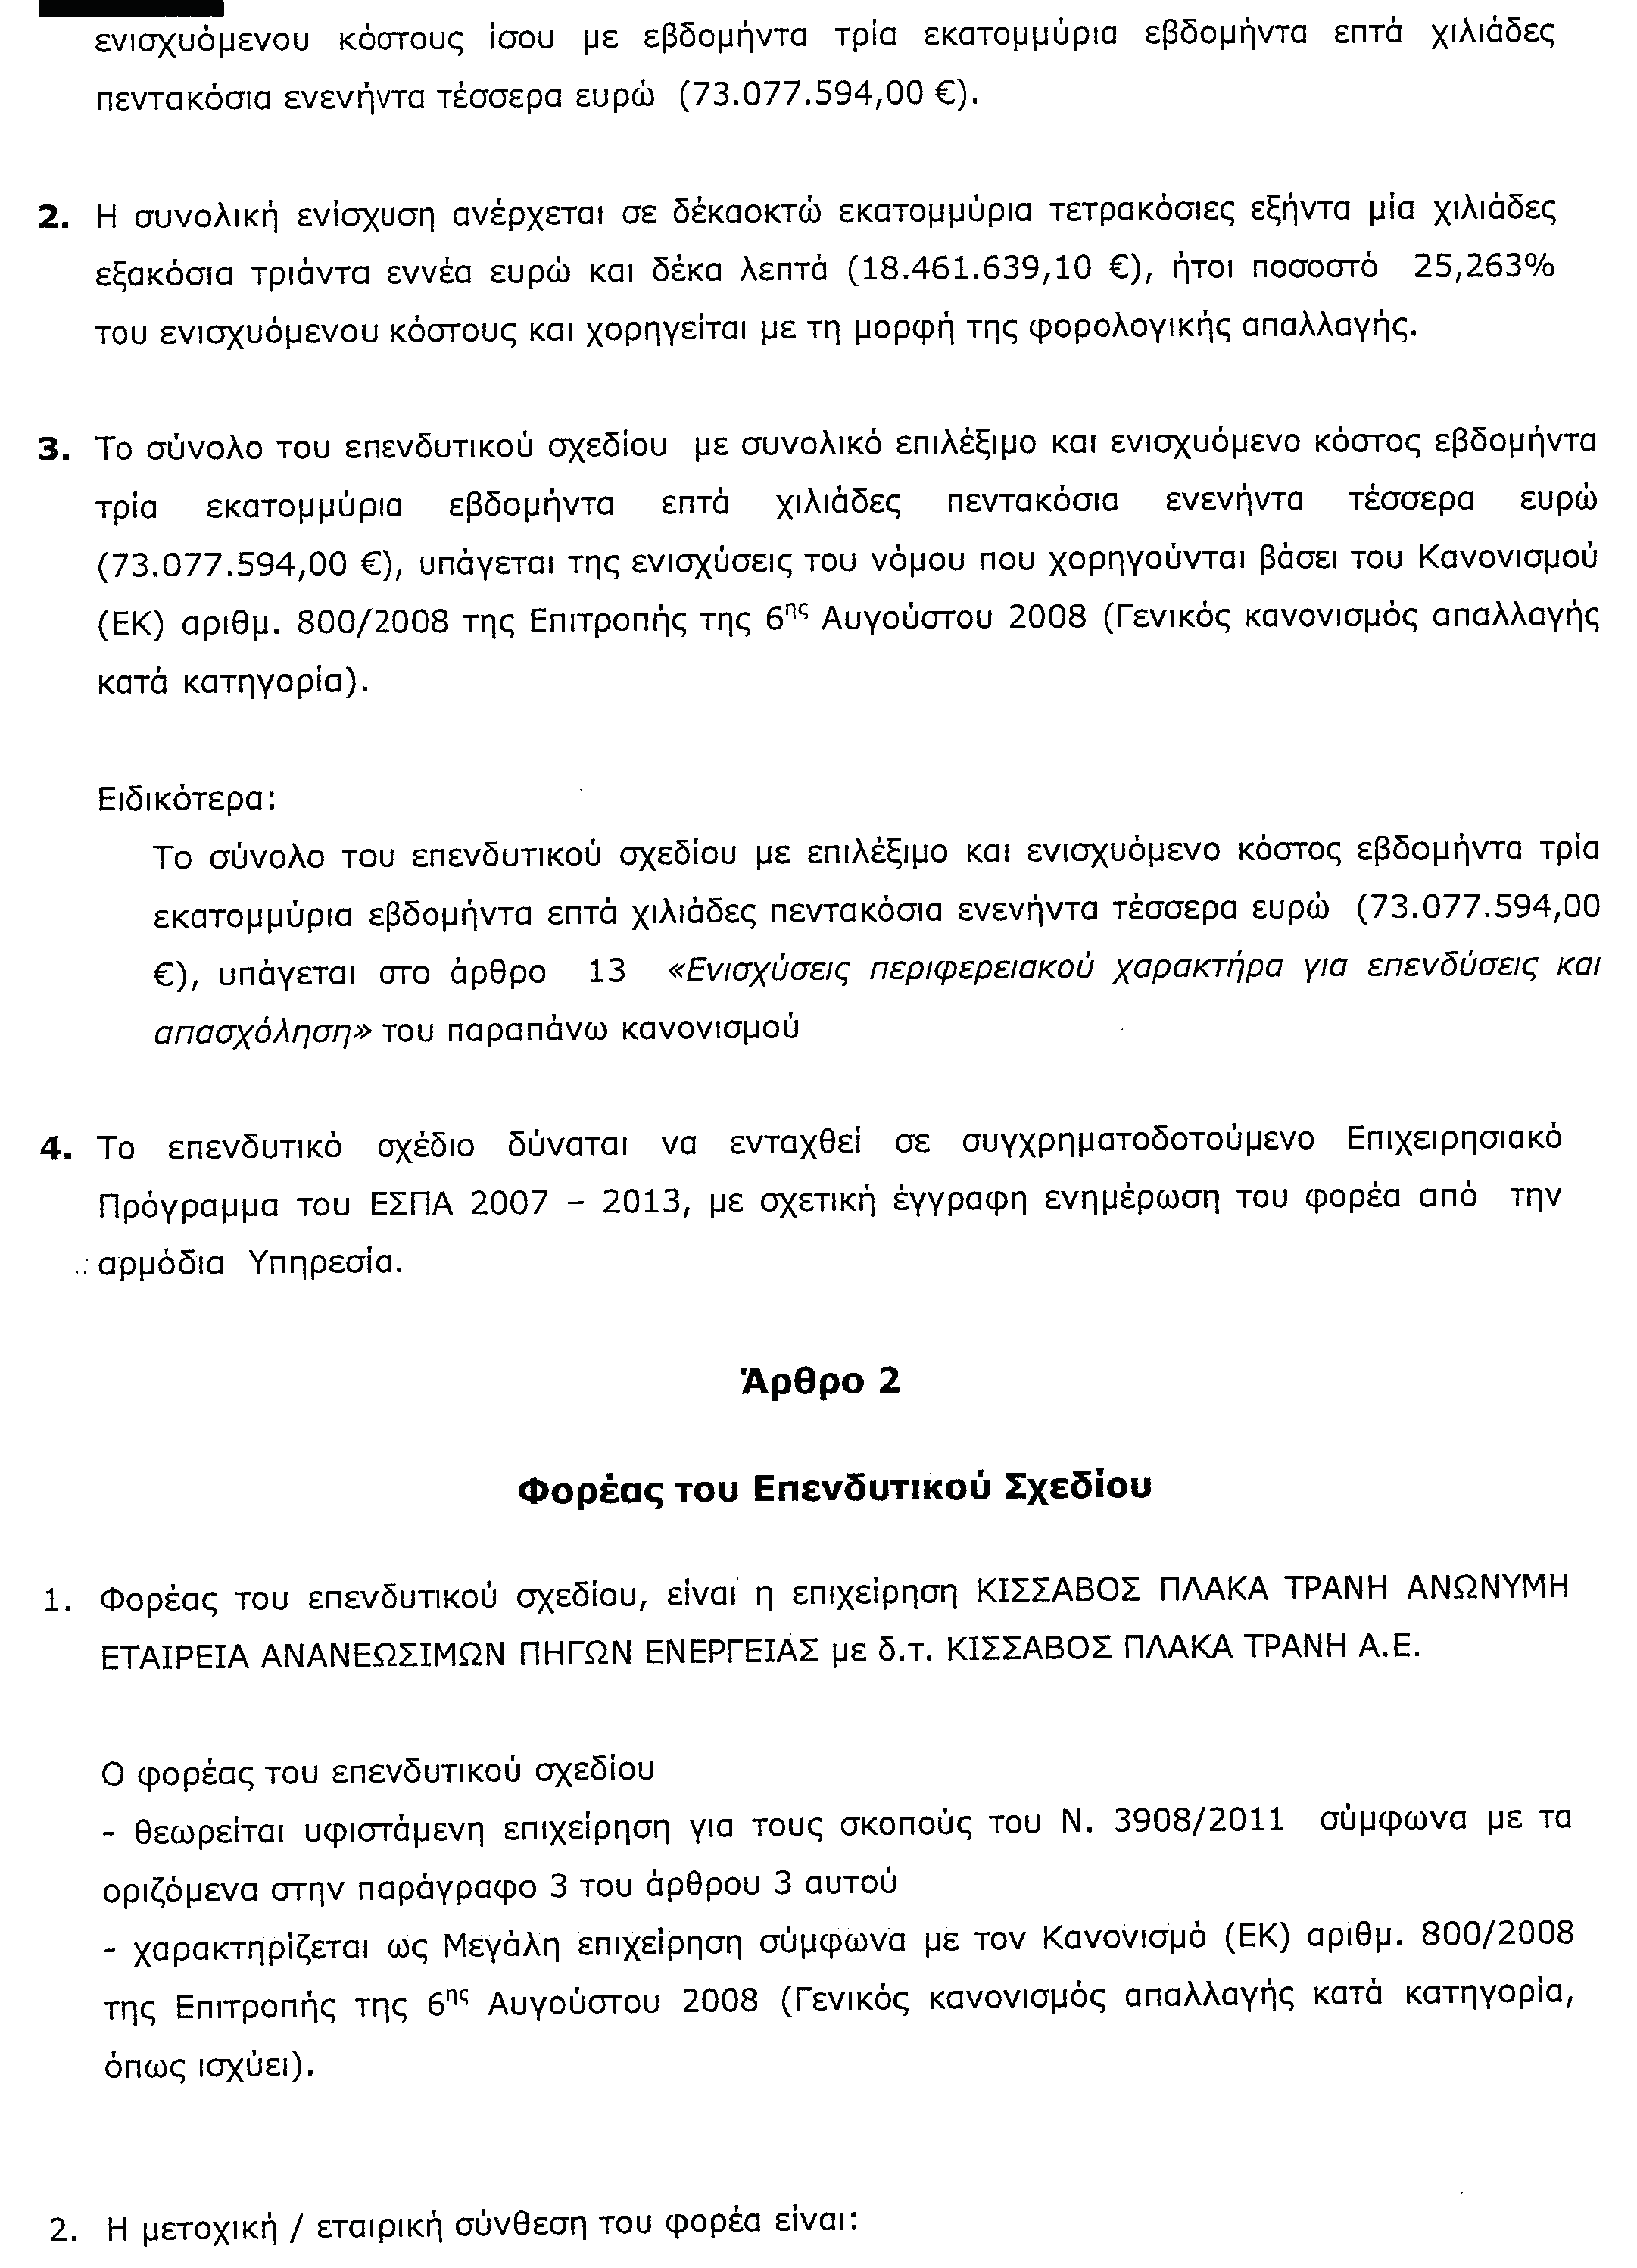 ενισχυόμενου κόστους ίσου με εβδομήντα τρία εκατομμύρια εβδομήντα επτά χιλιάδες
πεντακόσια ενενήντα τέσσερα ευρώ (73.077.594,00 €).
2. Η συνολική ενίσχυση ανέρχεται σε δέκαοκτώ εκατομμύρια τετρακόσιες εξήντα μία χιλιάδες
εξακόσια τριάντα εννέα ευρώ και δέκα λεπτά (18.461.639,10 €), ήτοι ποσοστό 25,263%
του ενισχυόμενου κόστους και χορηγείται με τη μορφή της φορολογικής απαλλαγής.
3. Το σύνολο του επενδυτικού σχεδίου με συνολικό επιλέξιμο και ενισχυόμενο κόστος εβδομήντα
τρία εκατομμύρια εβδομήντα επτά χιλιάδες πεντακόσια ενενήντα τέσσερα ευρώ
(73.077.594,00 €), υπάγεται της ενισχύσεις του νόμου που χορηγούνται βάσει του Κανονισμού
(ΕΚ) αριθμ. 800/2008 της Επιτροπής της 6ης Αυγούστου 2008 (Γενικός κανονισμός απαλλαγής
κατά κατηγορία).
Ειδικότερα:
Το σύνολο του επενδυτικού σχεδίου με επιλέξιμο και ενισχυόμενο κόστος εβδομήντα τρία
εκατομμύρια εβδομήντα επτά χιλιάδες πεντακόσια ενενήντα τέσσερα ευρώ (73.077.594,00
€), υπάγεται στο άρθρο 13 «Ενισχύσεις περιφερειακού χαρακτήρα για επενδύσεις και
απασχόληση» του παραπάνω κανονισμού
4. Το επενδυτικό σχέδιο δύναται να ενταχθεί σε συγχρηματοδοτούμενο Επιχειρησιακό
Πρόγραμμα του ΕΣΠΑ 2007 – 2013, με σχετική έγγραφη ενημέρωση του φορέα από την
αρμόδια Υπηρεσία.
Άρθρο 2
Φορέας του Επενδυτικού Σχεδίου
1. Φορέας του επενδυτικού σχεδίου, είναι η επιχείρηση ΚΙΣΣΑΒΟΣ ΠΛΑΚΑ ΤΡΑΝΗ ΑΝΩΝΥΜΗ
ΕΤΑΙΡΕΙΑ ΑΝΑΝΕΩΣΙΜΩΝ ΠΗΓΩΝ ΕΝΕΡΓΕΙΑΣ με δ.τ. ΚΙΣΣΑΒΟΣ ΠΛΑΚΑ ΤΡΑΝΗ Α.Ε.
Ο φορέας του επενδυτικού σχεδίου
- θεωρείται υφιστάμενη επιχείρηση για τους σκοπούς του Ν. 3908/2011 σύμφωνα με τα
οριζόμενα στην παράγραφο 3 του άρθρου 3 αυτού
- χαρακτηρίζεται ως Μεγάλη επιχείρηση σύμφωνα με τον Κανονισμό (ΕΚ) αριθμ. 800/2008
της Επιτροπής της 6ης Αυγούστου 2008 (Γενικός κανονισμός απαλλαγής κατά κατηγορία,
όπως ισχύει).
2. Η μετοχική / εταιρική σύνθεση του φορέα είναι: